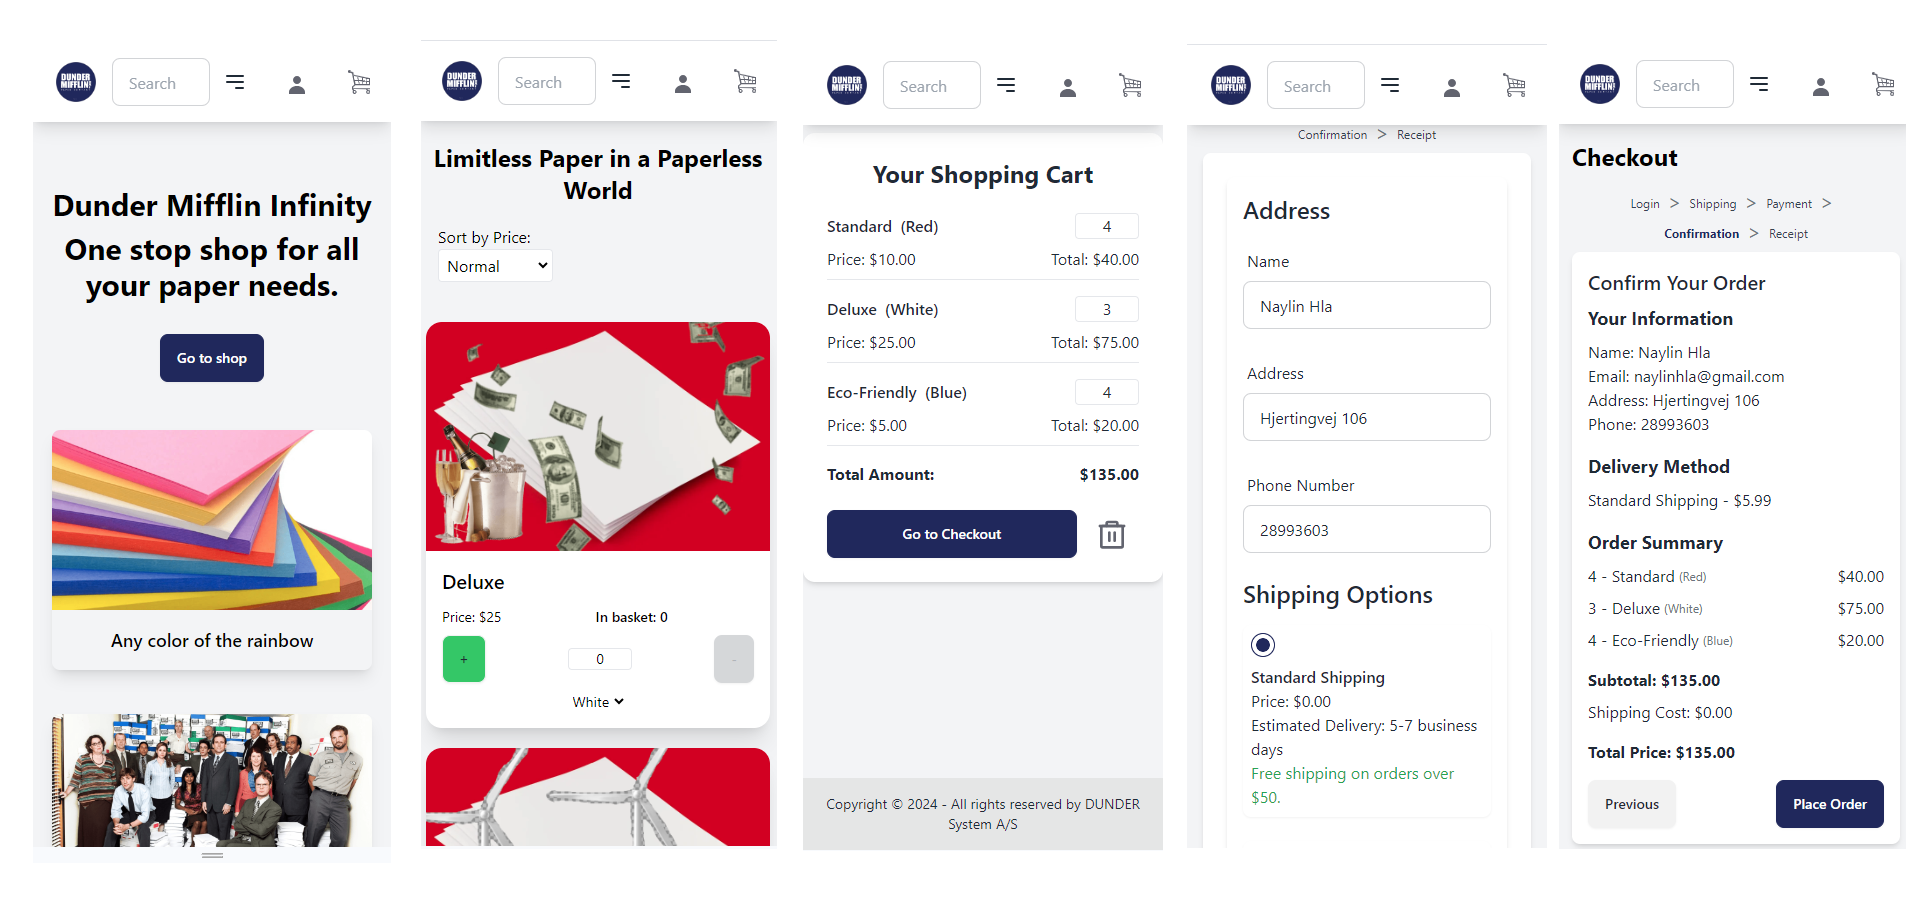 DUNDER
MIFFLIN
Search
Dunder Mifflin Infinity
One stop shop for all
your paper needs.
Go to shop
Any color of the rainbow
DUNDER
MIFFLIN
Search
Limitless Paper in a Paperless
World
Sort by Price:
Normal
Deluxe
Price: $25
In basket: 0
+
0
-
White
DUNDER
MIFFLIN
Search
Your Shopping Cart
Standard (Red)
4
Price: $10.00
Total: $40.00
Deluxe (White)
3
Price: $25.00
Total: $75.00
Eco-Friendly (Blue)
4
Price: $5.00
Total: $20.00
Total Amount:
$135.00
Go to Checkout
Copyright © 2024 - All rights reserved by DUNDER
System A/S
DUNDER
MIFFLIN
Search
Confirmation > Receipt
Address
Name
Naylin Hla
Address
Hjertingvej 106
Phone Number
28993603
Shipping Options
Standard Shipping
Price: $0.00
Estimated Delivery: 5-7 business
days
Free shipping on orders over
$50.
DUNDER
MIFFLIN
Search
Checkout
Login > Shipping > Payment >
Confirmation > Receipt
Confirm Your Order
Your Information
Name: Naylin Hla
Email: naylinhla@gmail.com
Address: Hjertingvej 106
Phone: 28993603
Delivery Method
Standard Shipping - $5.99
Order Summary
4 - Standard (Red)
$40.00
3 - Deluxe (White)
$75.00
4 - Eco-Friendly (Blue)
$20.00
Subtotal: $135.00
Shipping Cost: $0.00
Total Price: $135.00
Previous
Place Order